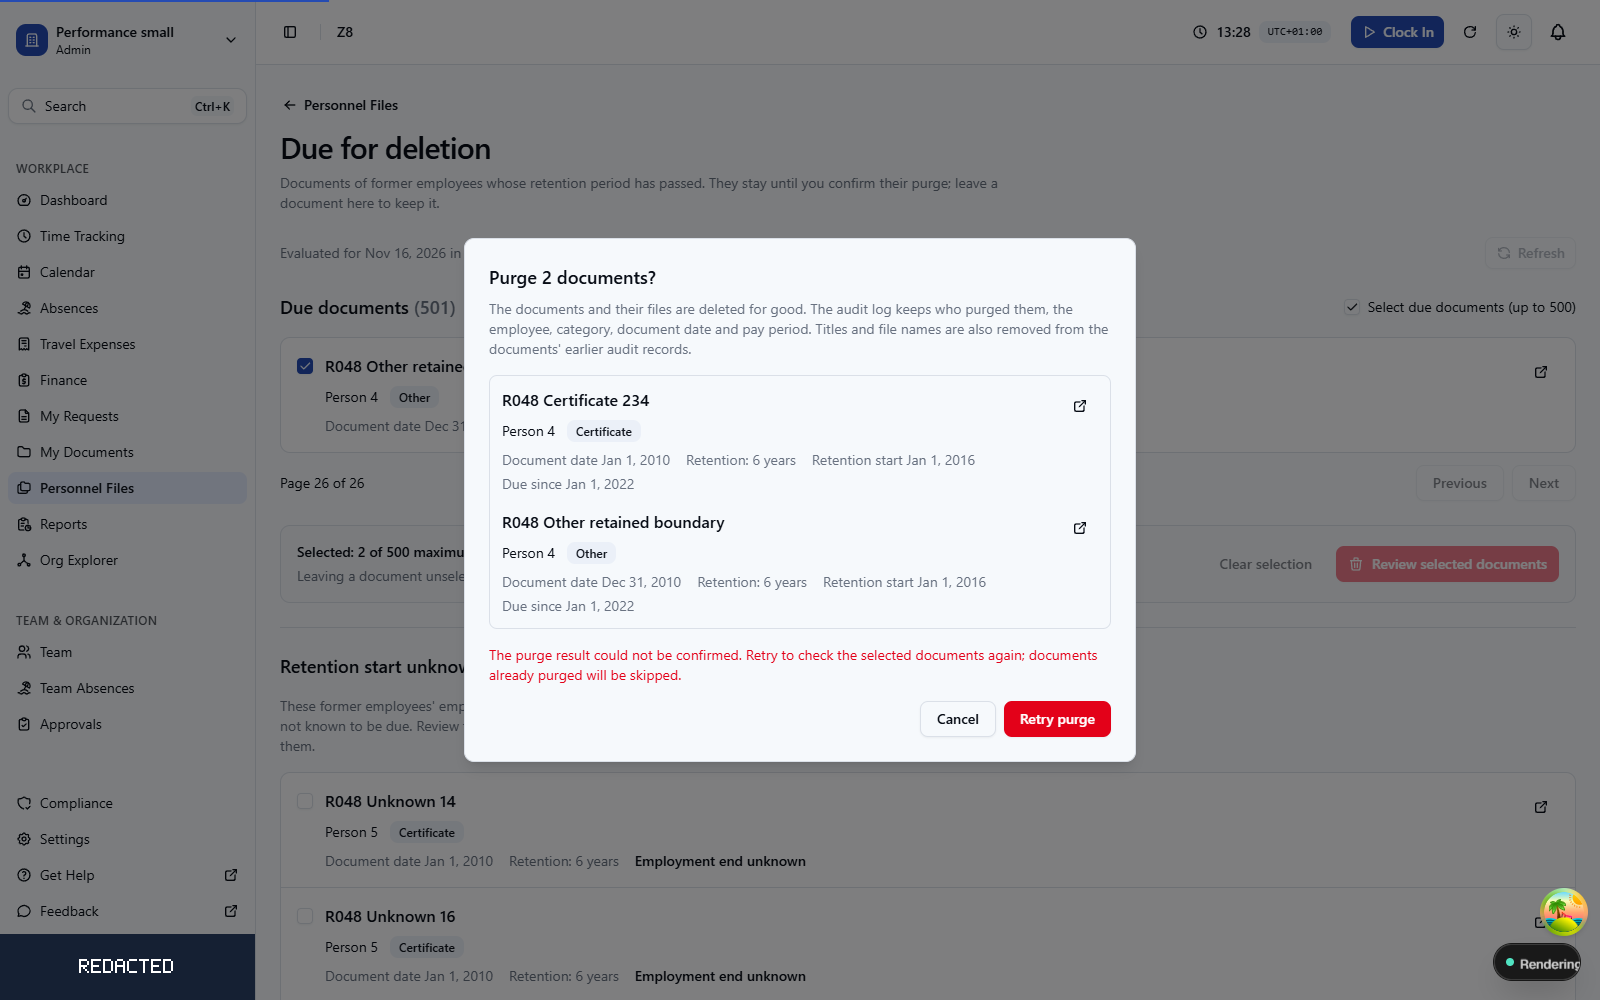 Performance small
Admin
Search
Ctrl+K
WORKPLACE
Dashboard
Time Tracking
Calendar
Absences
Travel Expenses
Finance
My Requests
My Documents
Personnel Files
Reports
Org Explorer
TEAM & ORGANIZATION
Team
Team Absences
Approvals
Compliance
Settings
Get Help
Feedback
REDACTED
Z8
13:28
UTC+01:00
Clock In
Personnel Files
Due for deletion
Documents of former employees whose retention period has passed. They stay until you confirm their purge; leave a
document here to keep it.
Evaluated for Nov 16, 2026 in
Refresh
Due documents (501)
Select due documents (up to 500)
R048 Other retaine
Person 4
Other
Document date Dec 31
Page 26 of 26
Previous
Next
Selected: 2 of 500 maximu
Leaving a document unsele
Clear selection
Review selected documents
Retention start unknow
These former employees' emp
not known to be due. Review
them.
R048 Unknown 14
Person 5
Certificate
Document date Jan 1, 2010
Retention: 6 years
Employment end unknown
R048 Unknown 16
Person 5
Certificate
Document date Jan 1, 2010
Retention: 6 years
Employment end unknown
Purge 2 documents?
The documents and their files are deleted for good. The audit log keeps who purged them, the
employee, category, document date and pay period. Titles and file names are also removed from the
documents' earlier audit records.
R048 Certificate 234
Person 4
Certificate
Document date Jan 1, 2010
Retention: 6 years
Retention start Jan 1, 2016
Due since Jan 1, 2022
R048 Other retained boundary
Person 4
Other
Document date Dec 31, 2010
Retention: 6 years
Retention start Jan 1, 2016
Due since Jan 1, 2022
The purge result could not be confirmed. Retry to check the selected documents again; documents
already purged will be skipped.
Cancel
Retry purge
Rendering